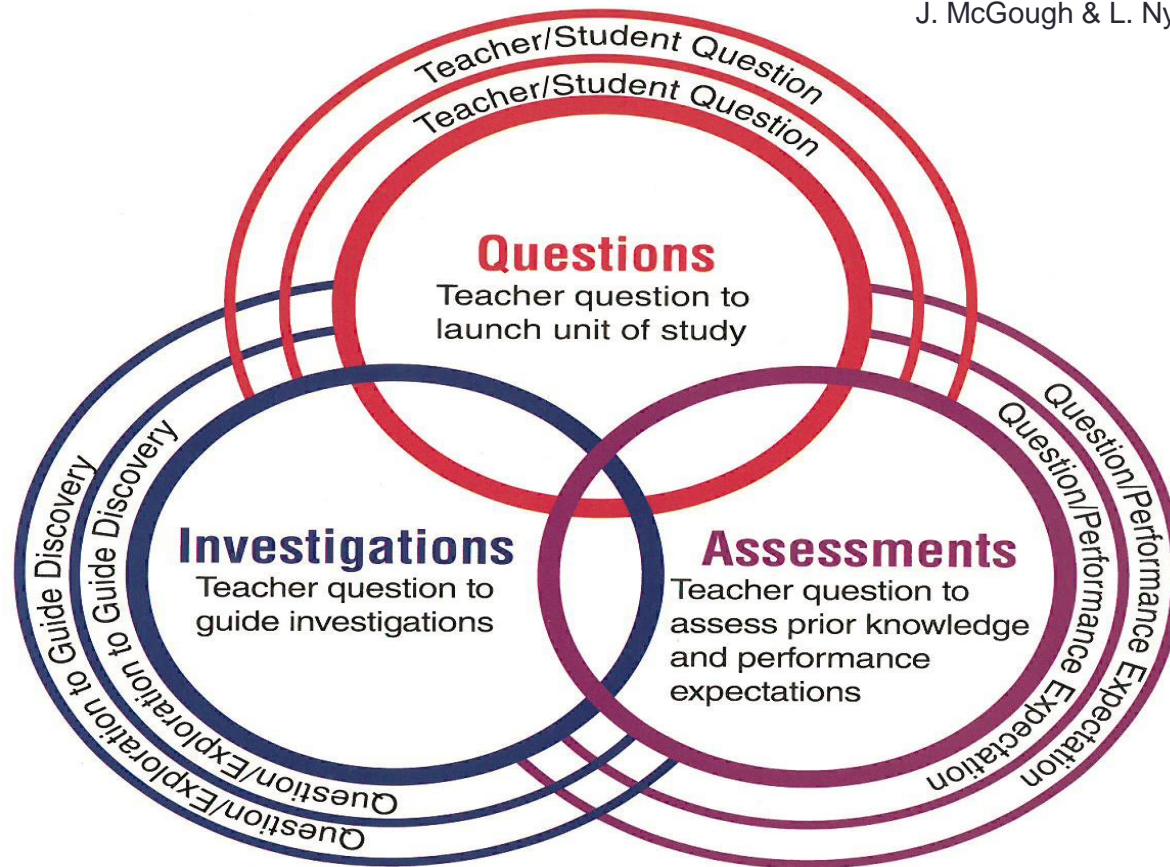 J. McGough & L.
Teacher/Student Question
Teacher/Student Question
Questions
Teacher question to
launch unit of study
Investigations
Teacher question to
guide investigations
Assessments
Teacher question to
assess prior knowledge
and performance
expectations
Question/Exploration to Guide Discovery
Question/Exploration to Guide Discovery
Question/Performance Expectation
Question/Performance Expectation